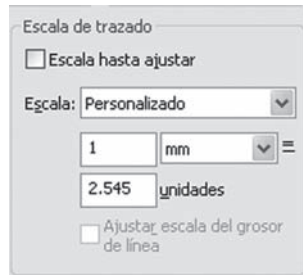 Escala de trazado
Escala hasta ajustar
Escala: Personalizado
1 mm =
2.545 unidades
Ajustar escala del grosor
de línea